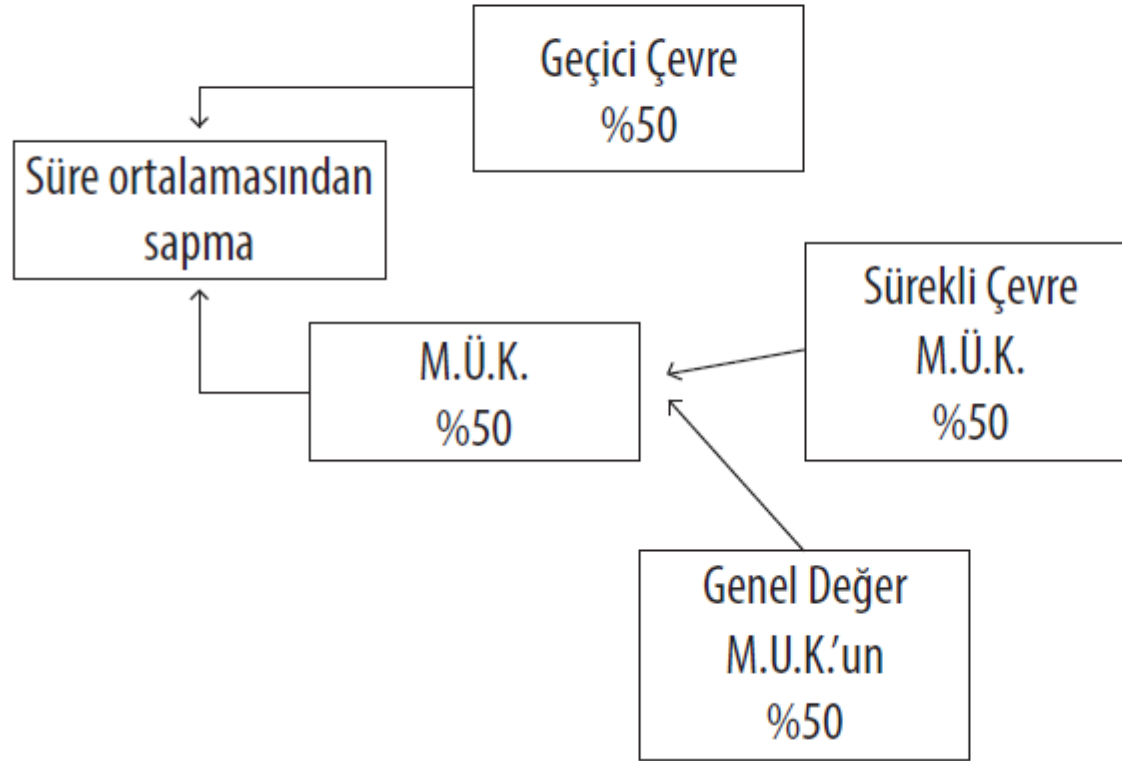 Geçici Çevre
%50
Süre ortalamasından
sapma
Sürekli Çevre
M.Ü.K.
%50
M.Ü.K.
%50
Genel Değer
M.U.K.’un
%50